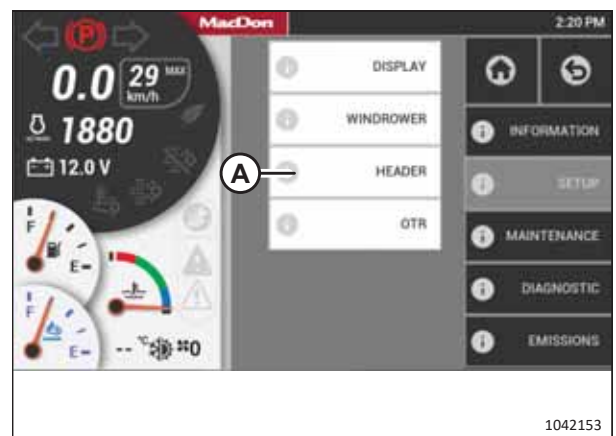 MacDon
2:20 PM
P
0.0 29 MAX km/h
1880
12.0 V
F
E
F
E
-- °C 0
DISPLAY
WINDROWER
HEADER
OTR
A
INFORMATION
SETUP
MAINTENANCE
DIAGNOSTIC
EMISSIONS
1042153